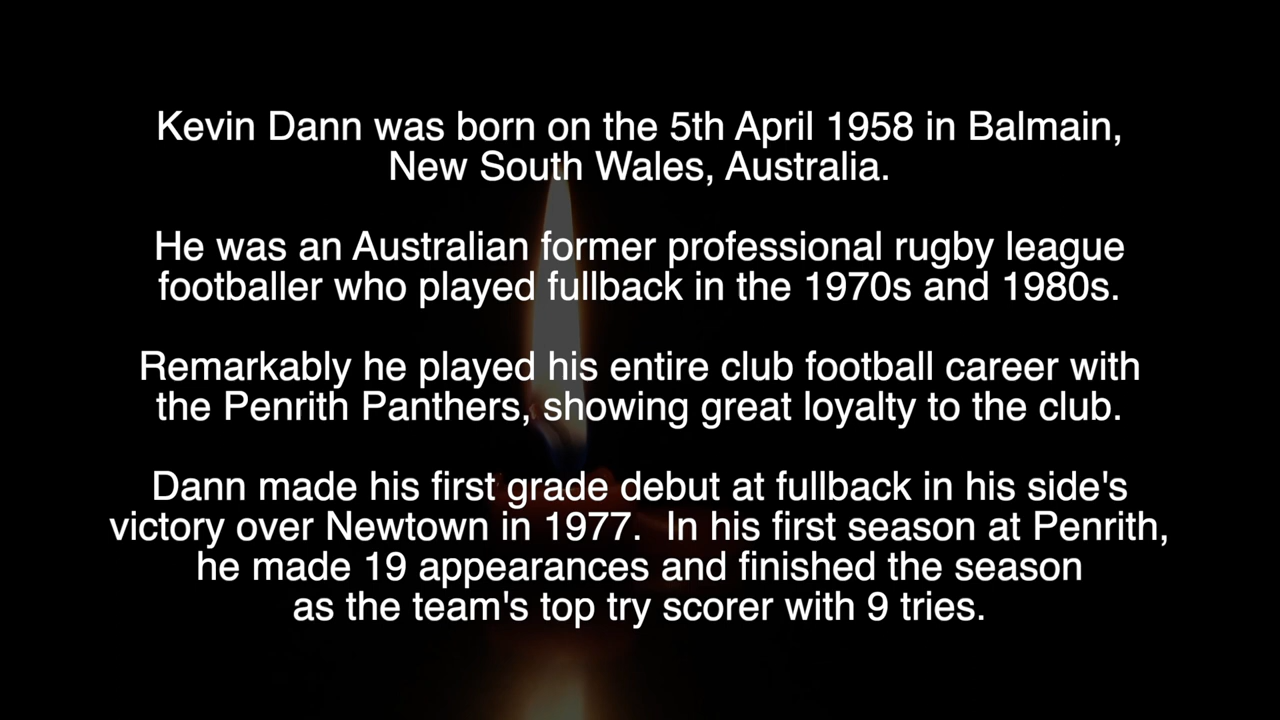 Kevin Dann was born on the 5th April 1958 in Balmain,
New South Wales, Australia.
He was an Australian former professional rugby league
footballer who played fullback in the 1970s and 1980s.
Remarkably he played his entire club football career with
the Penrith Panthers, showing great loyalty to the club.
Dann made his first grade debut at fullback in his side's
victory over Newtown in 1977.  In his first season at Penrith,
he made 19 appearances and finished the season
as the team's top try scorer with 9 tries.